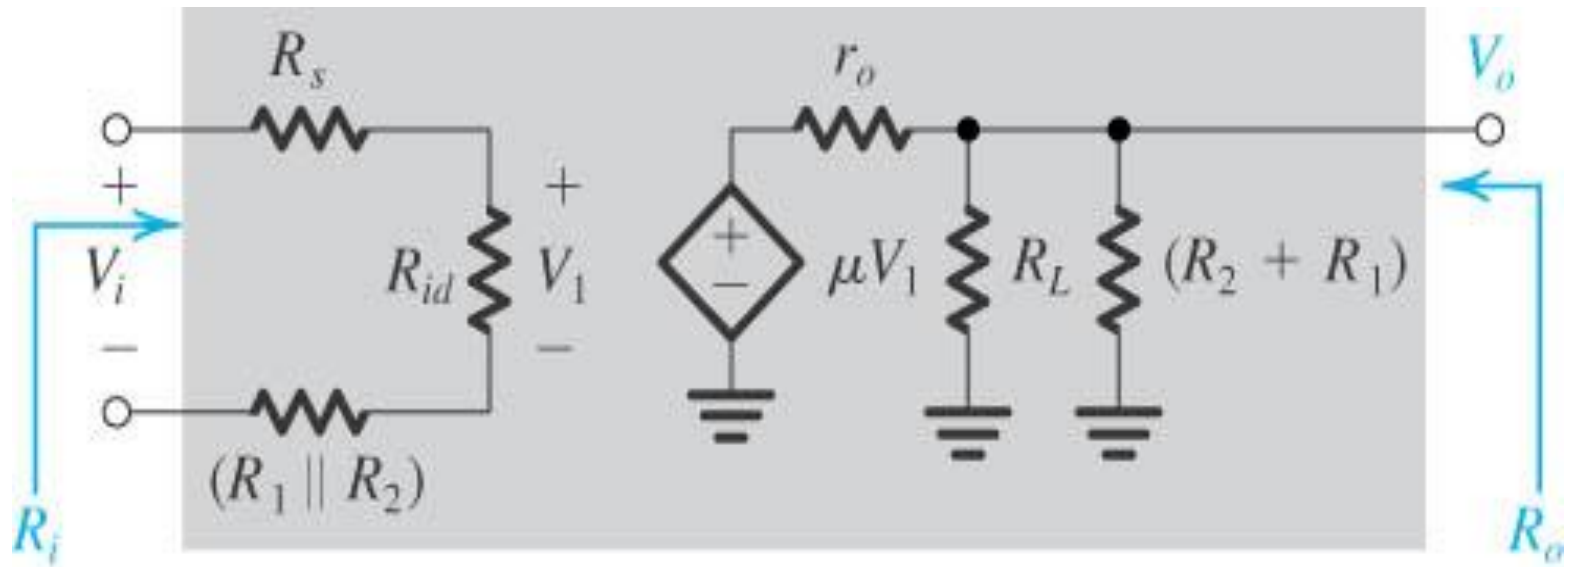 R_s
r_o
V_o
+
+
+
−
V_i
R_id
V_1
μV_1
R_L
(R_2 + R_1)
−
−
(R_1 || R_2)
R_i
R_o